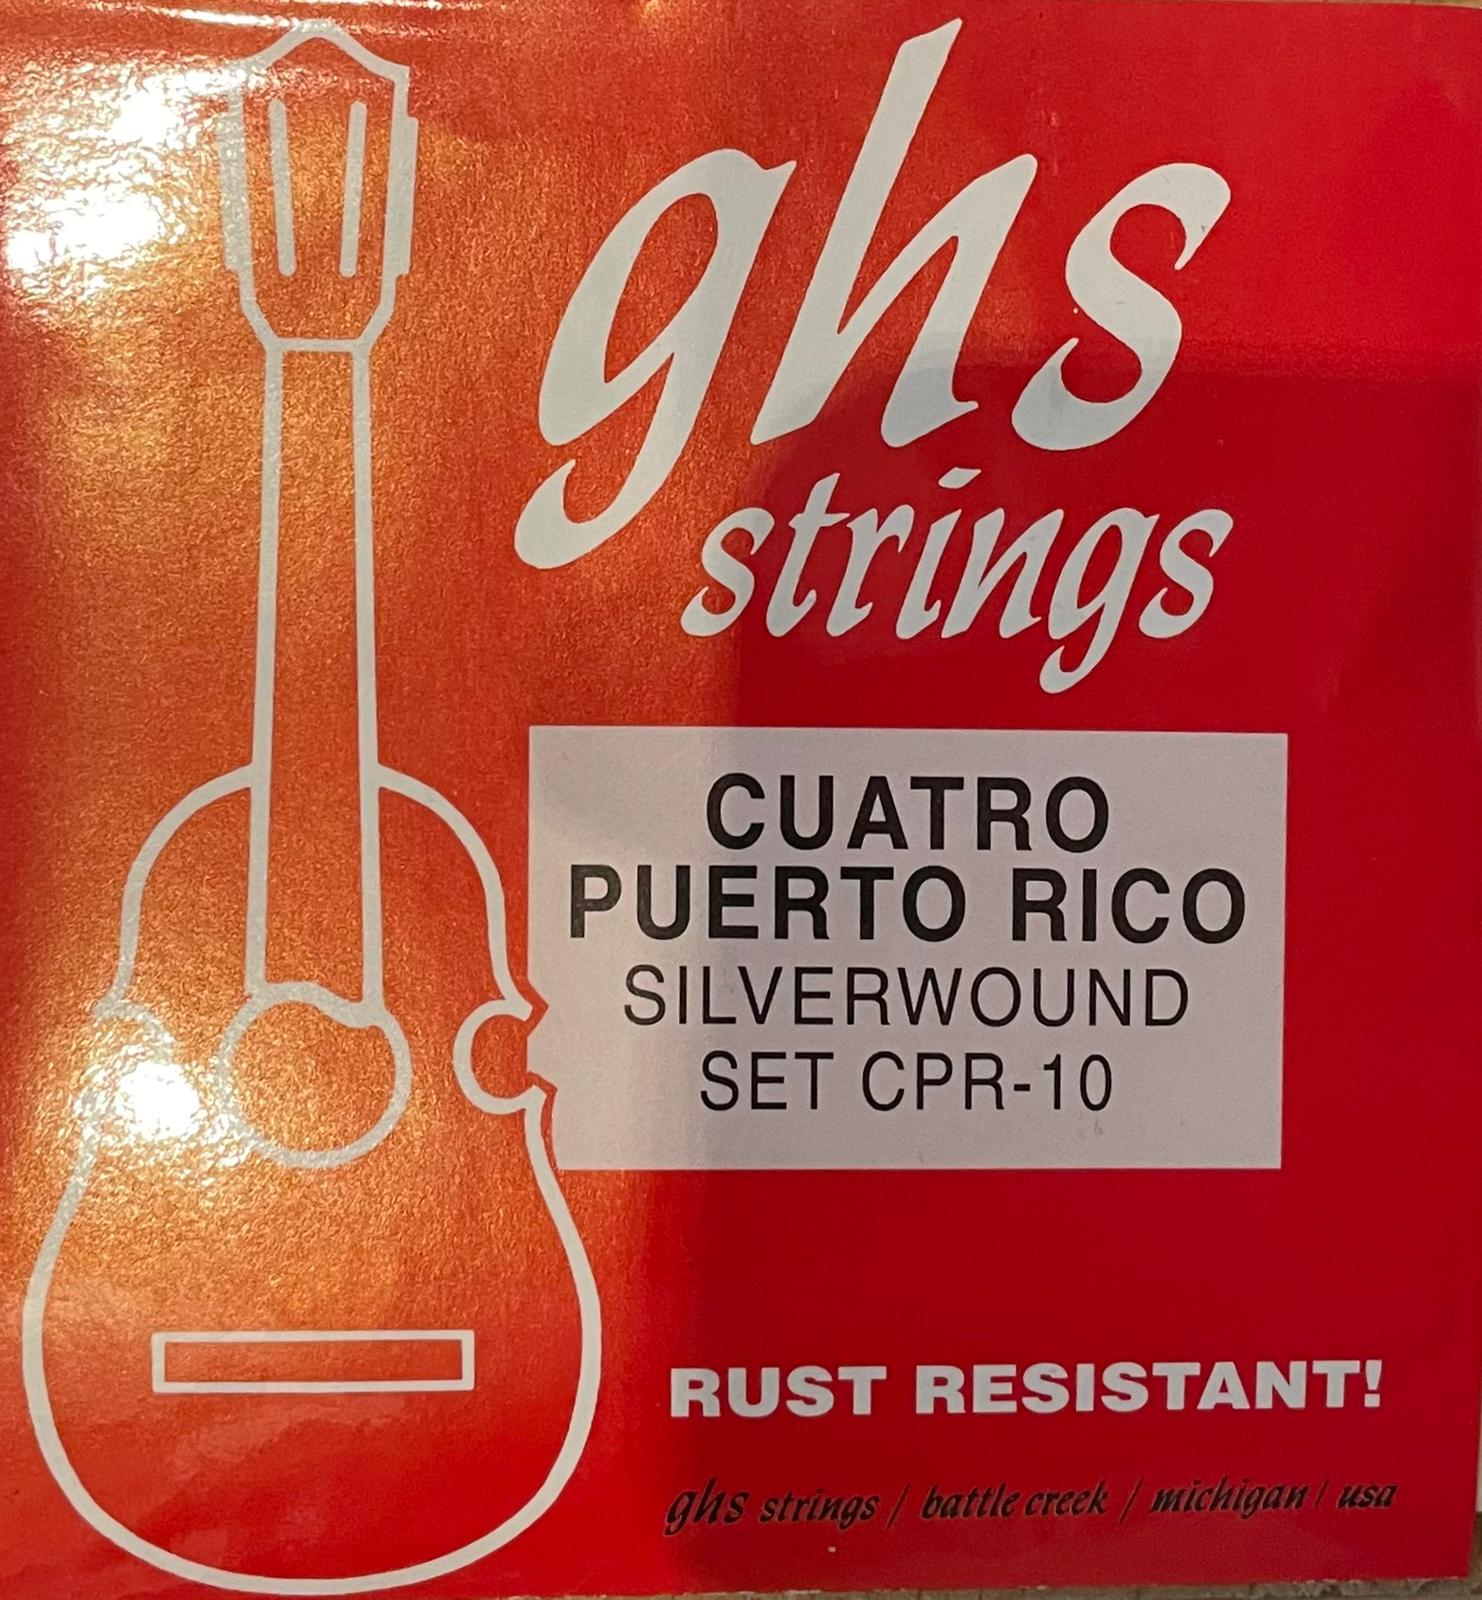 ghs
strings
CUATRO
PUERTO RICO
SILVERWOUND
SET CPR-10
RUST RESISTANT!
ghs strings / battle creek / michigan / usa